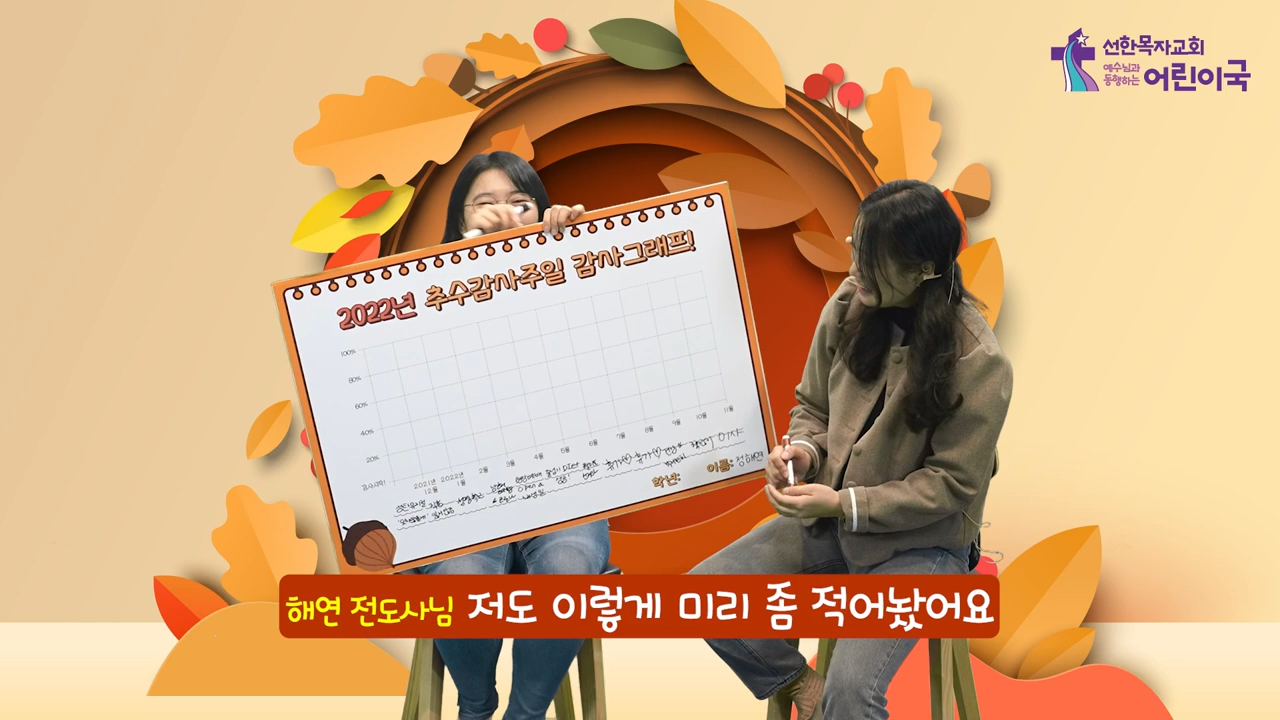 선한목자교회
예수님과
동행하는
어린이국
2022년 추수감사주일 감사그래프!
100%
80%
60%
40%
20%
감사시작!
2021년 12월
2022년 1월
2월
3월
4월
5월
6월
7월
8월
9월
10월
11월
학년:
이름: 정해연
해연 전도사님 저도 이렇게 미리 좀 적어놨어요